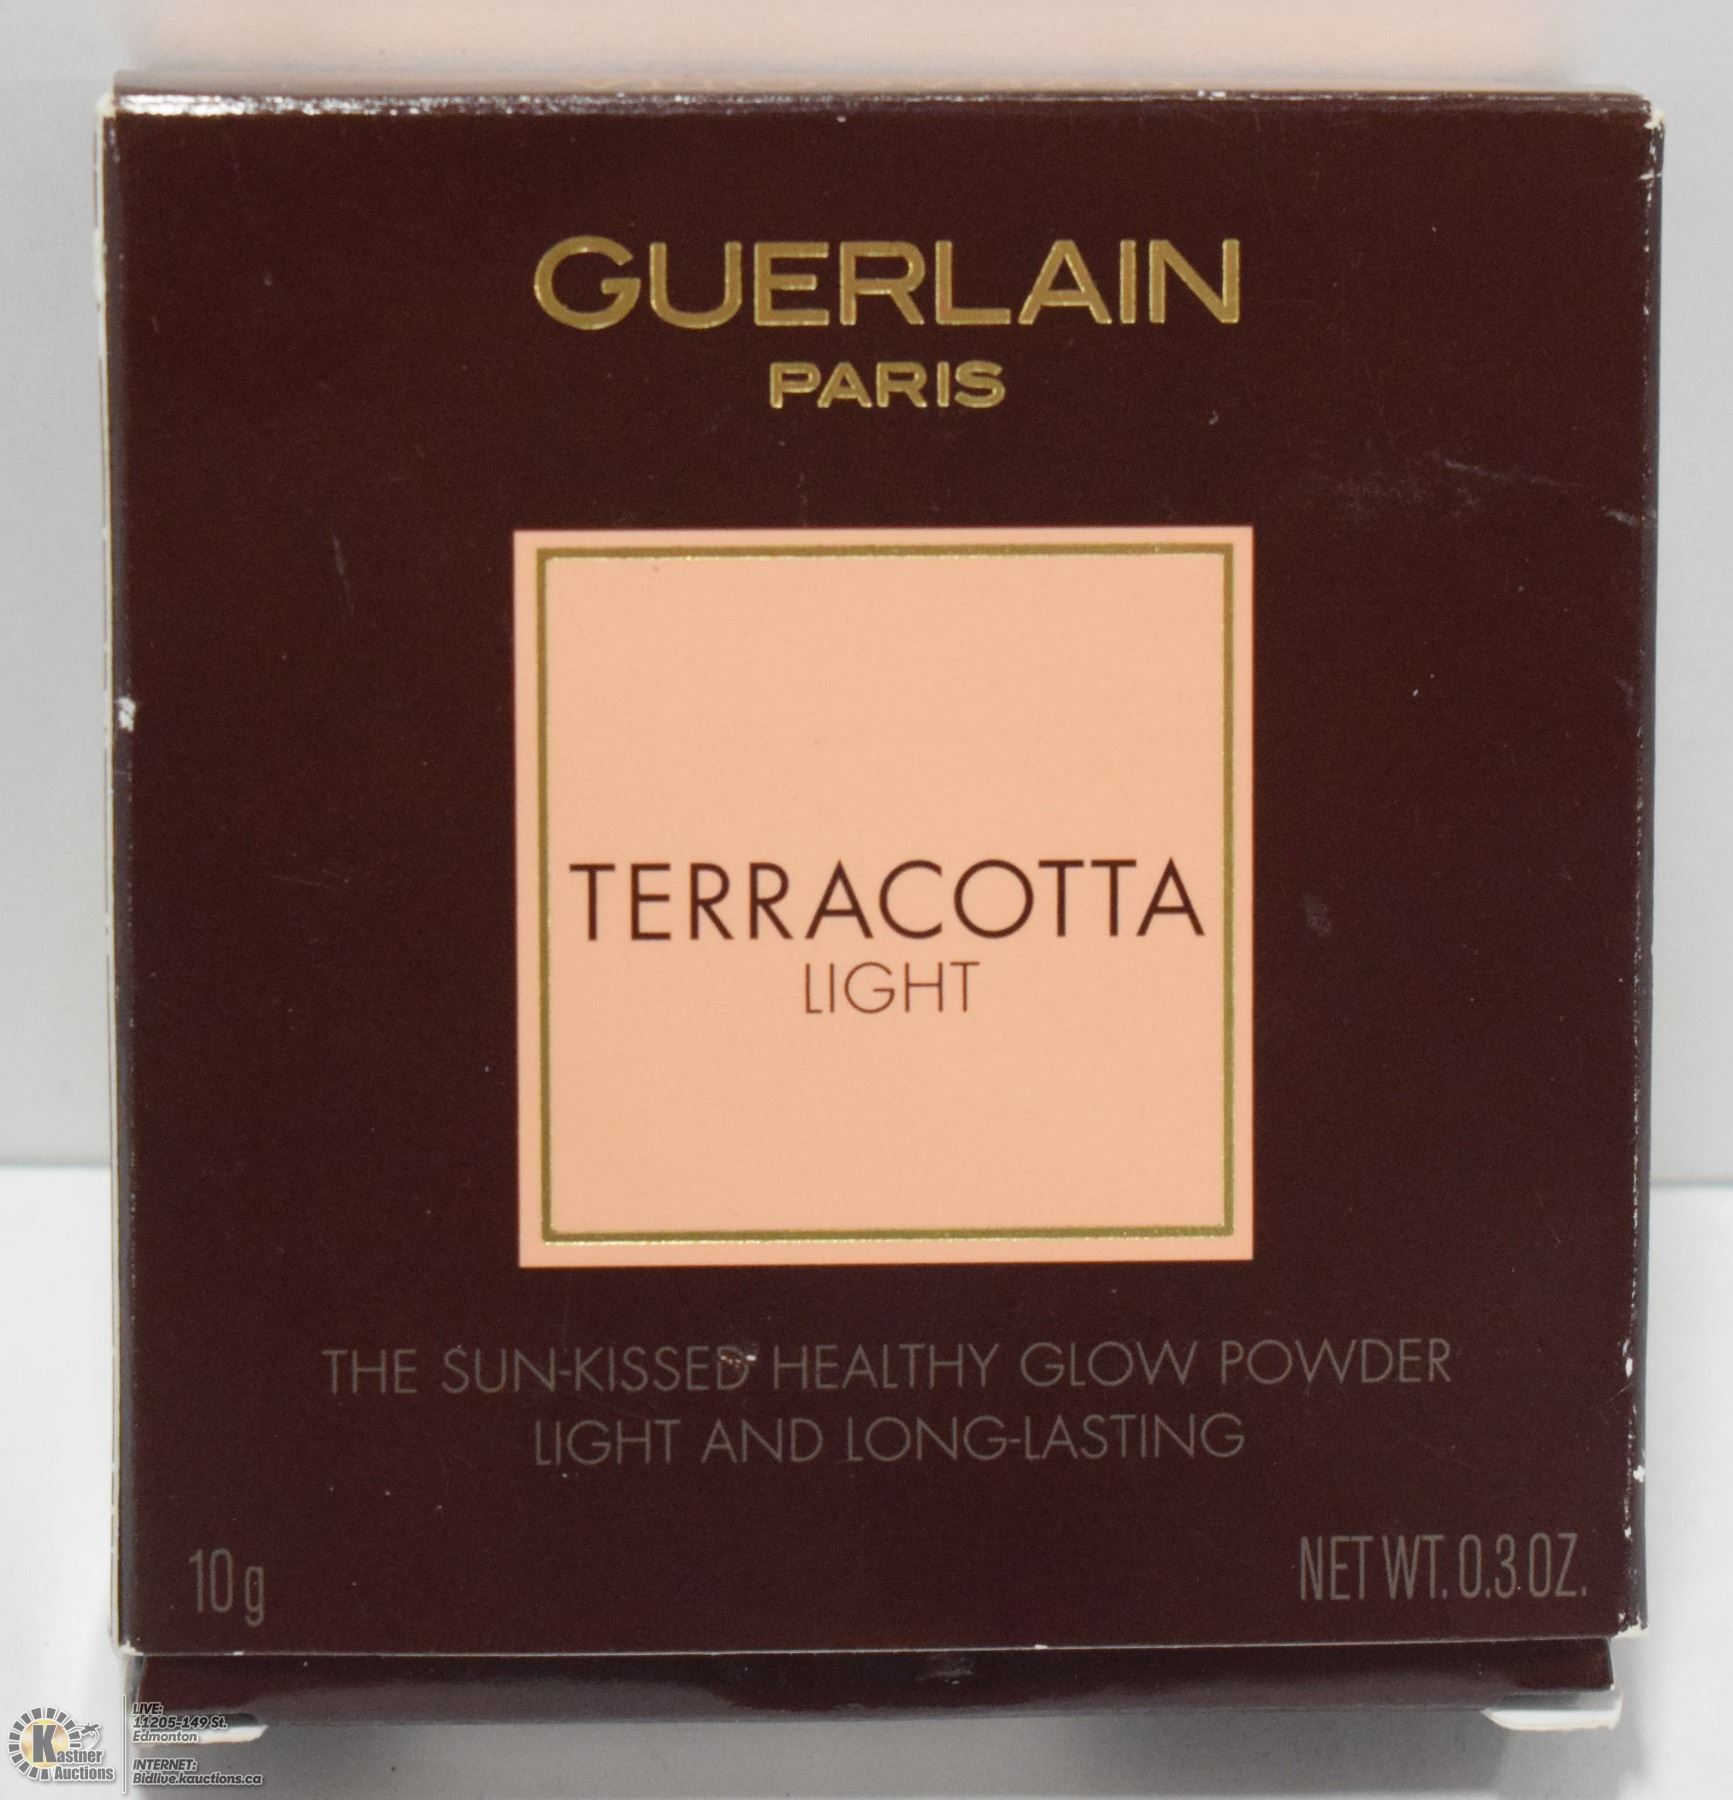 GUERLAIN
PARIS
TERRACOTTA
LIGHT
THE SUN-KISSED HEALTHY GLOW POWDER
LIGHT AND LONG-LASTING
10 g
NET WT. 0.3 OZ.
Kastner
Auctions
LIVE:
11205-149 St.
Edmonton
INTERNET:
Bidlive.kauctions.ca